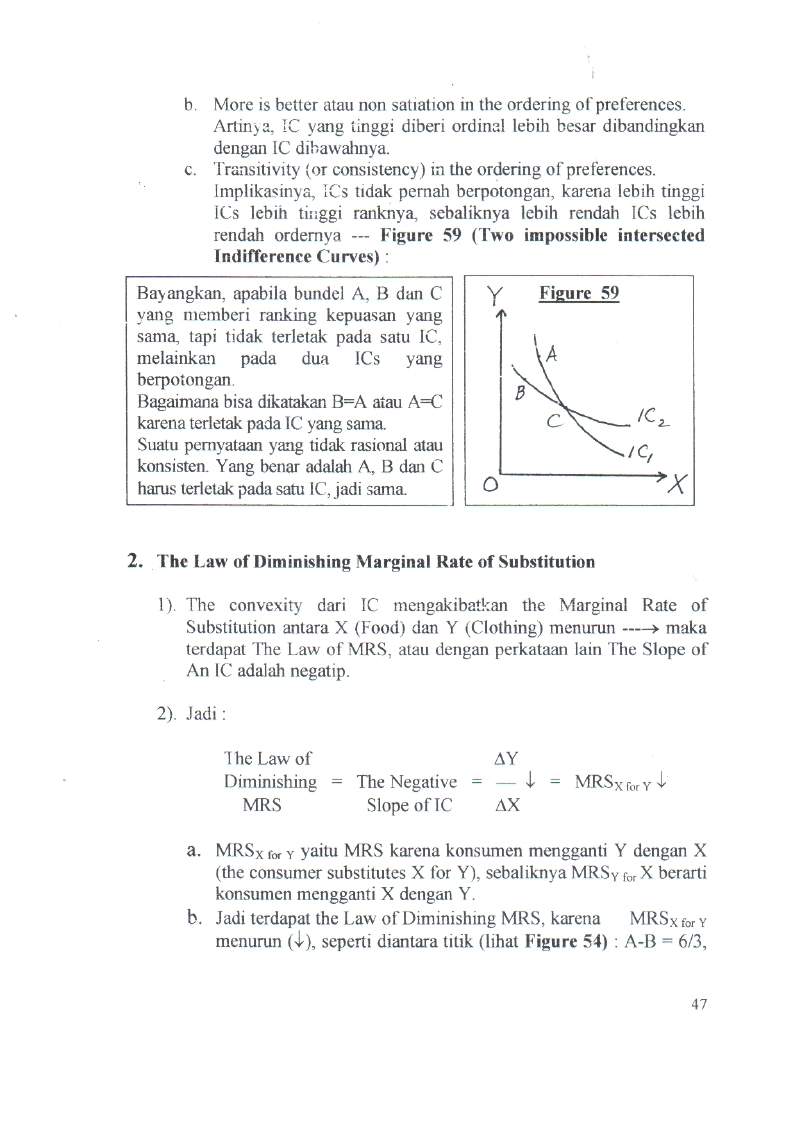 b. More is better atau non satiation in the ordering of preferences.
Artinya, IC yang tinggi diberi ordinal lebih besar dibandingkan
dengan IC dibawahnya.
c. Transitivity (or consistency) in the ordering of preferences.
Implikasinya, ICs tidak pernah berpotongan, karena lebih tinggi
ICs lebih tinggi ranknya, sebaliknya lebih rendah ICs lebih
rendah ordernya --- Figure 59 (Two impossible intersected
Indifference Curves) :
Bayangkan, apabila bundel A, B dan C
yang memberi ranking kepuasan yang
sama, tapi tidak terletak pada satu IC,
melainkan pada dua ICs yang
berpotongan.
Bagaimana bisa dikatakan B=A atau A=C
karena terletak pada IC yang sama.
Suatu pernyataan yang tidak rasional atau
konsisten. Yang benar adalah A, B dan C
harus terletak pada satu IC, jadi sama.
Figure 59
Y
A
B
C
IC2
IC1
O
X
2. The Law of Diminishing Marginal Rate of Substitution
1). The convexity dari IC mengakibatkan the Marginal Rate of
Substitution antara X (Food) dan Y (Clothing) menurun ----→ maka
terdapat The Law of MRS, atau dengan perkataan lain The Slope of
An IC adalah negatip.
2). Jadi :
The Law of ΔY
Diminishing = The Negative = — ↓ = MRSX for Y ↓
MRS Slope of IC ΔX
a. MRSX for Y yaitu MRS karena konsumen mengganti Y dengan X
(the consumer substitutes X for Y), sebaliknya MRSY for X berarti
konsumen mengganti X dengan Y.
b. Jadi terdapat the Law of Diminishing MRS, karena MRSX for Y
menurun (↓), seperti diantara titik (lihat Figure 54) : A-B = 6/3,
47